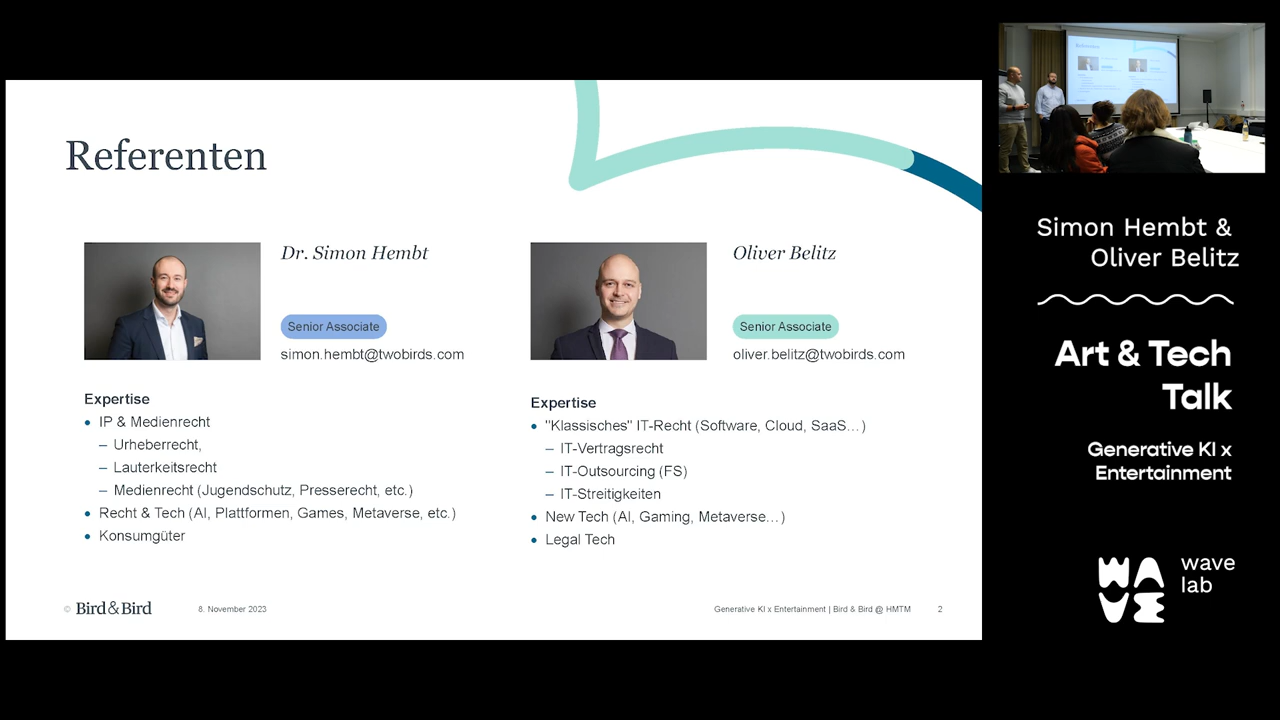 Referenten
Dr. Simon Hembt
Senior Associate
simon.hembt@twobirds.com
Expertise
• IP & Medienrecht
– Urheberrecht,
– Lauterkeitsrecht
– Medienrecht (Jugendschutz, Presserecht, etc.)
• Recht & Tech (AI, Plattformen, Games, Metaverse, etc.)
• Konsumgüter
Oliver Belitz
Senior Associate
oliver.belitz@twobirds.com
Expertise
• "Klassisches" IT-Recht (Software, Cloud, SaaS…)
– IT-Vertragsrecht
– IT-Outsourcing (FS)
– IT-Streitigkeiten
• New Tech (AI, Gaming, Metaverse…)
• Legal Tech
© Bird & Bird
8. November 2023
Generative KI x Entertainment | Bird & Bird @ HMTM
2
Referenten
Simon Hembt &
Oliver Belitz
Art & Tech
Talk
Generative KI x
Entertainment
WAVE
wave
lab